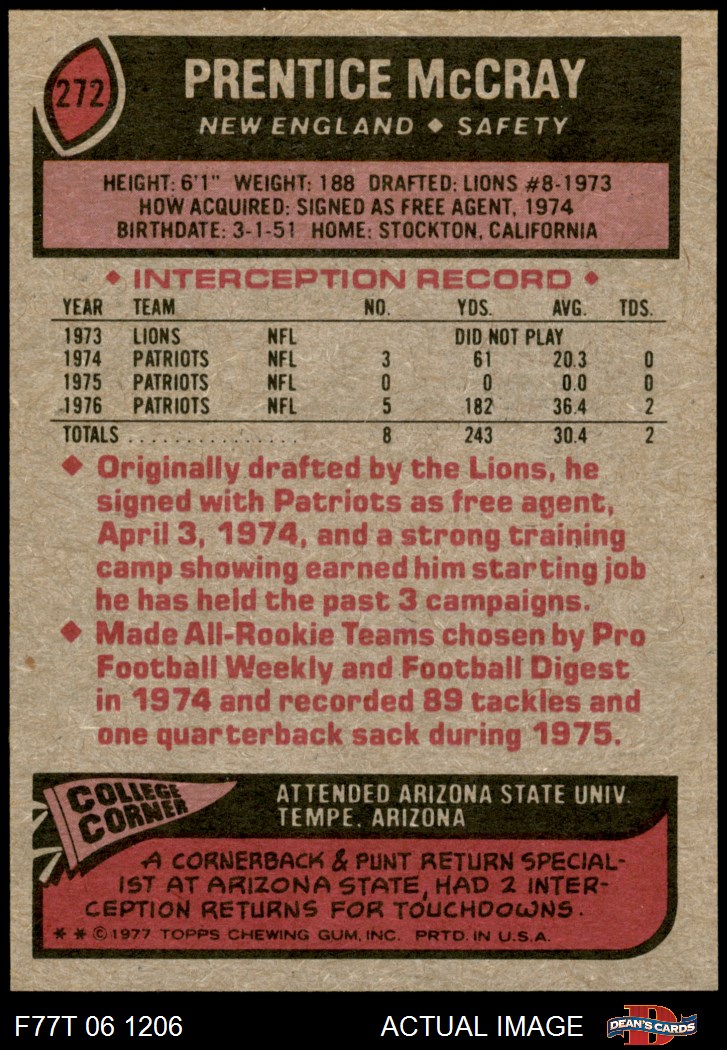 272
PRENTICE McCRAY
NEW ENGLAND ◆ SAFETY
HEIGHT: 6'1" WEIGHT: 188 DRAFTED: LIONS #8-1973
HOW ACQUIRED: SIGNED AS FREE AGENT, 1974
BIRTHDATE: 3-1-51 HOME: STOCKTON, CALIFORNIA
◆ INTERCEPTION RECORD ◆
YEAR TEAM NO. YDS. AVG. TDS.
1973 LIONS NFL DID NOT PLAY
1974 PATRIOTS NFL 3 61 20.3 0
1975 PATRIOTS NFL 0 0 0.0 0
1976 PATRIOTS NFL 5 182 36.4 2
TOTALS . . . . . . . . . . . . . . . 8 243 30.4 2
◆ Originally drafted by the Lions, he
signed with Patriots as free agent,
April 3, 1974, and a strong training
camp showing earned him starting job
he has held the past 3 campaigns.
◆ Made All-Rookie Teams chosen by Pro
Football Weekly and Football Digest
in 1974 and recorded 89 tackles and
one quarterback sack during 1975.
COLLEGE
CORNER
ATTENDED ARIZONA STATE UNIV.
TEMPE, ARIZONA
A CORNERBACK & PUNT RETURN SPECIAL-
IST AT ARIZONA STATE, HAD 2 INTER-
CEPTION RETURNS FOR TOUCHDOWNS.
** © 1977 TOPPS CHEWING GUM, INC. PRTD. IN U.S.A.
F77T 06 1206 ACTUAL IMAGE
D
DEAN'S CARDS